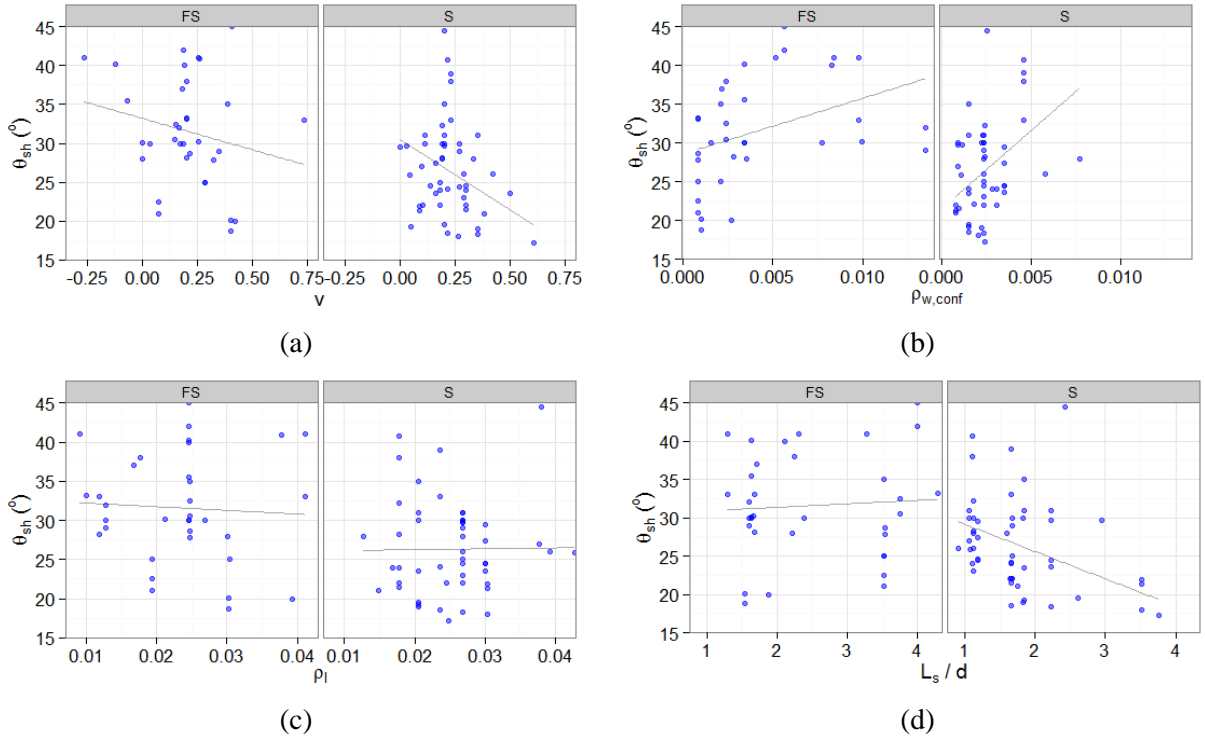 FS S
45
40
35
30
25
20
15
θsh (⁰)
-0.25 0.00 0.25 0.50 0.75 -0.25 0.00 0.25 0.50 0.75
v
(a)
FS S
45
40
35
30
25
20
15
θsh (⁰)
0.000 0.005 0.010 0.000 0.005 0.010
ρw,conf
(b)
FS S
45
40
35
30
25
20
15
θsh (⁰)
0.01 0.02 0.03 0.04 0.01 0.02 0.03 0.04
ρl
(c)
FS S
45
40
35
30
25
20
15
θsh (⁰)
1 2 3 4 1 2 3 4
Ls / d
(d)